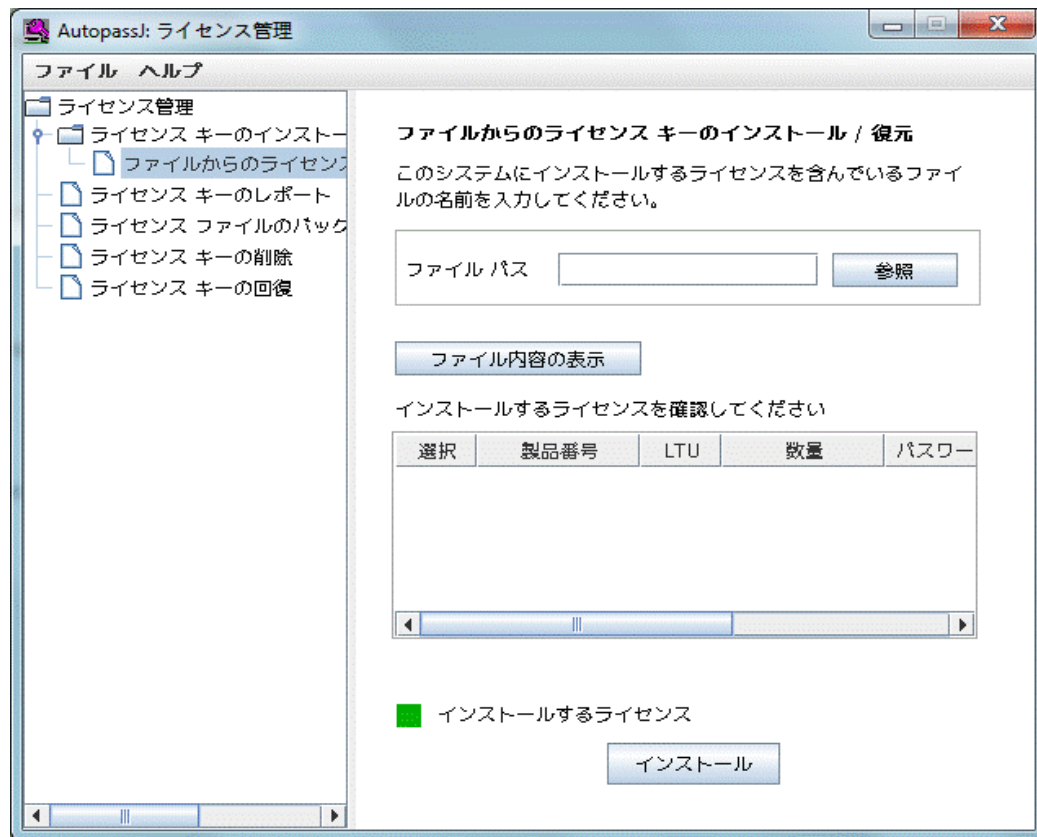 AutopassJ: ライセンス管理
ファイル ヘルプ
ライセンス管理
ライセンス キーのインストー
ファイルからのライセンス
ライセンス キーのレポート
ライセンス ファイルのバック
ライセンス キーの削除
ライセンス キーの回復
ファイルからのライセンス キーのインストール / 復元
このシステムにインストールするライセンスを含んでいるファイ
ルの名前を入力してください。
ファイル パス 参照
ファイル内容の表示
インストールするライセンスを確認してください
選択 製品番号 LTU 数量 パスワー
インストールするライセンス
インストール